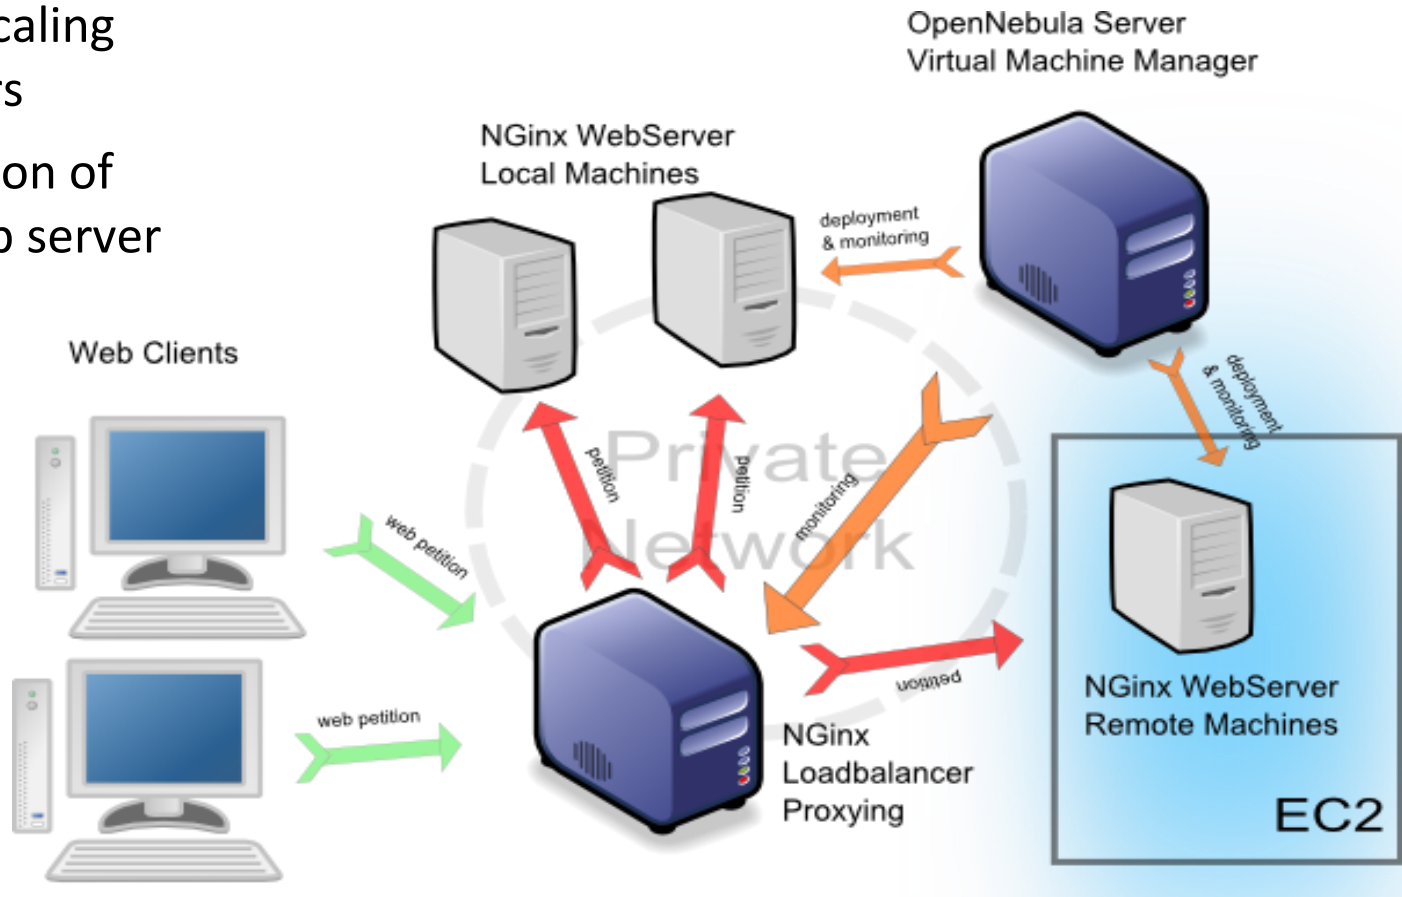 caling
rs
on of
server
OpenNebula Server
Virtual Machine Manager
NGinx WebServer
Local Machines
deployment
& monitoring
Web Clients
deployment
& monitoring
Private
Network
petition
petition
monitoring
web petition
petition
web petition
NGinx WebServer
Remote Machines
NGinx
Loadbalancer
Proxying
EC2